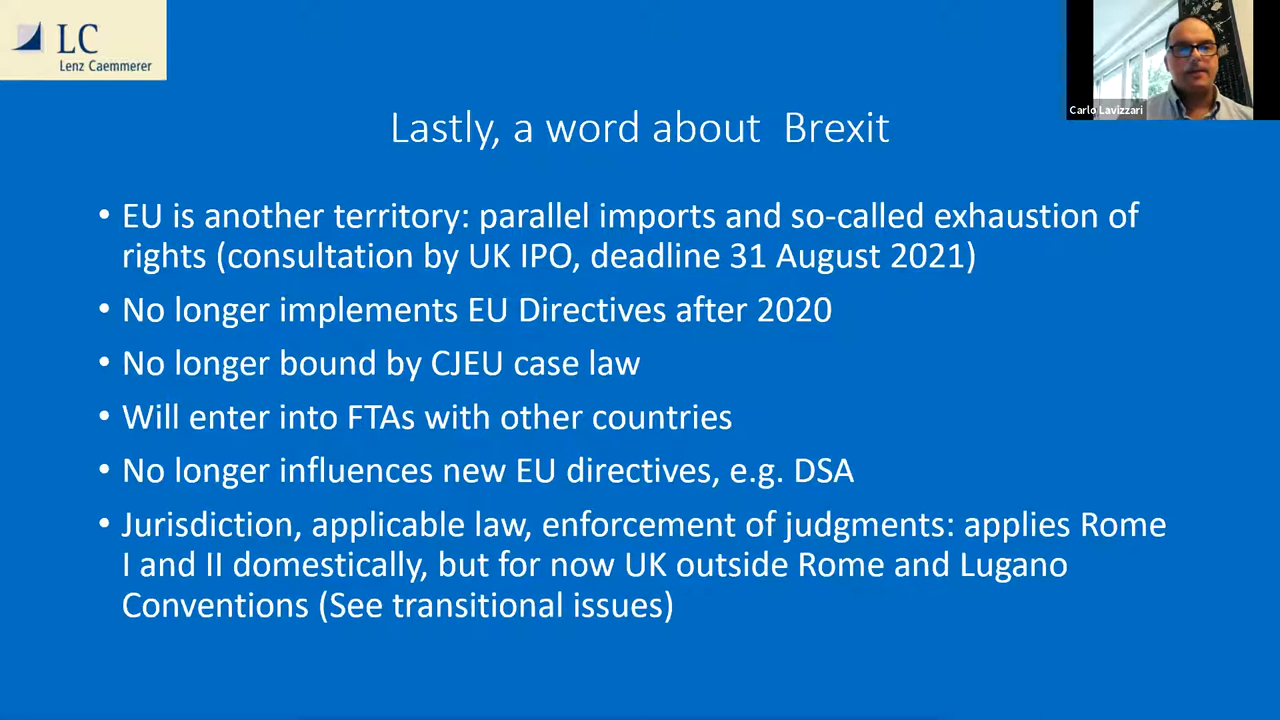 LC
Lenz Caemmerer
Carlo Lavizzari
Lastly, a word about Brexit
• EU is another territory: parallel imports and so-called exhaustion of
rights (consultation by UK IPO, deadline 31 August 2021)
• No longer implements EU Directives after 2020
• No longer bound by CJEU case law
• Will enter into FTAs with other countries
• No longer influences new EU directives, e.g. DSA
• Jurisdiction, applicable law, enforcement of judgments: applies Rome
I and II domestically, but for now UK outside Rome and Lugano
Conventions (See transitional issues)